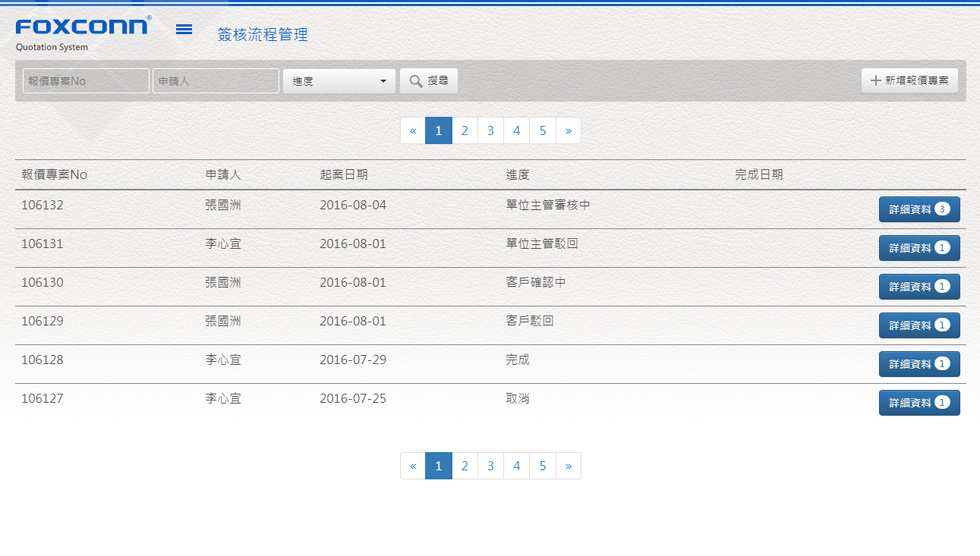 FOXCONN®
Quotation System
簽核流程管理
報價專案No 申請人 進度 搜尋 新增報價專案
« 1 2 3 4 5 »
報價專案No 申請人 起案日期 進度 完成日期
106132 張國洲 2016-08-04 單位主管審核中 詳細資料 3
106131 李心宜 2016-08-01 單位主管駁回 詳細資料 1
106130 張國洲 2016-08-01 客戶確認中 詳細資料 1
106129 張國洲 2016-08-01 客戶駁回 詳細資料 1
106128 李心宜 2016-07-29 完成 詳細資料 1
106127 李心宜 2016-07-25 取消 詳細資料 1
« 1 2 3 4 5 »